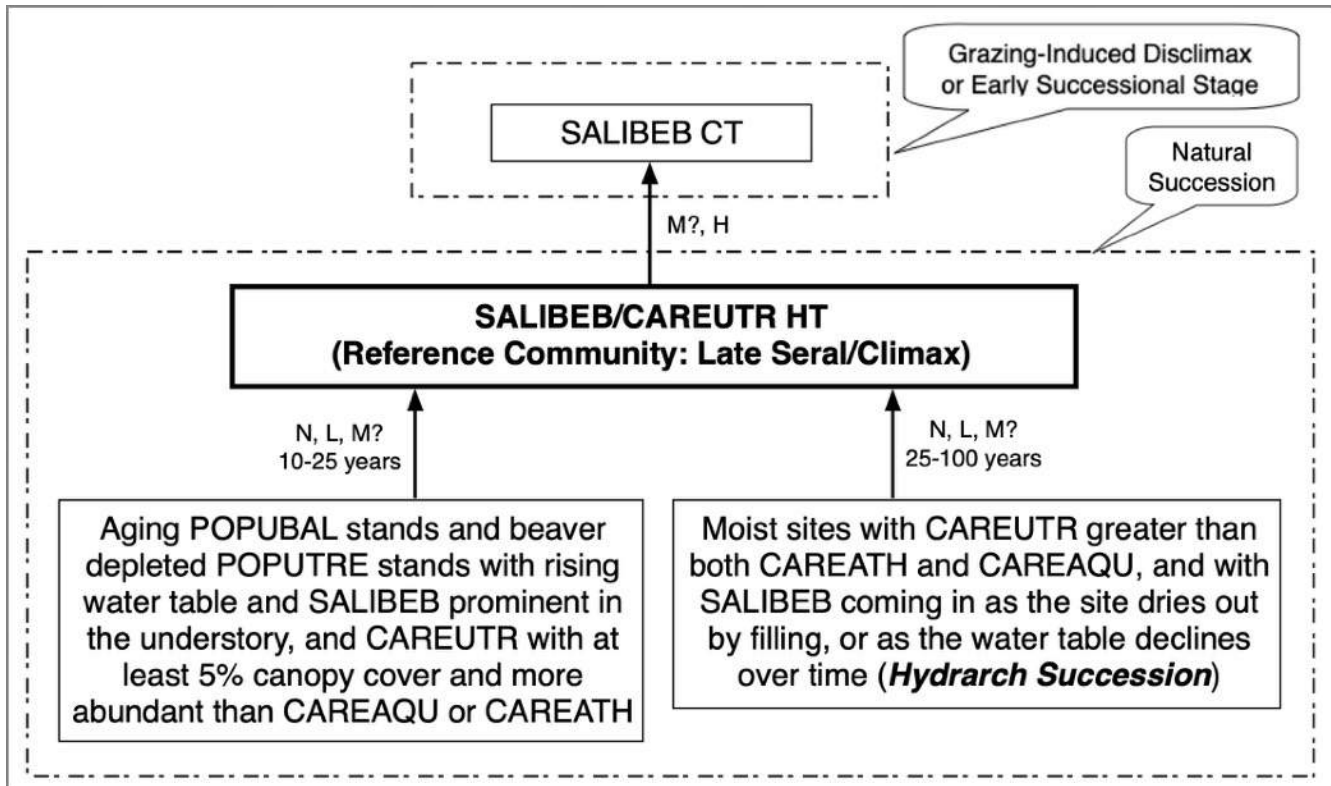 Grazing-Induced Disclimax
or Early Successional Stage
SALIBEB CT
Natural
Succession
M?, H
SALIBEB/CAREUTR HT
(Reference Community: Late Seral/Climax)
N, L, M?
10-25 years
N, L, M?
25-100 years
Aging POPUBAL stands and beaver
depleted POPUTRE stands with rising
water table and SALIBEB prominent in
the understory, and CAREUTR with at
least 5% canopy cover and more
abundant than CAREAQU or CAREATH
Moist sites with CAREUTR greater than
both CAREATH and CAREAQU, and with
SALIBEB coming in as the site dries out
by filling, or as the water table declines
over time (Hydrarch Succession)